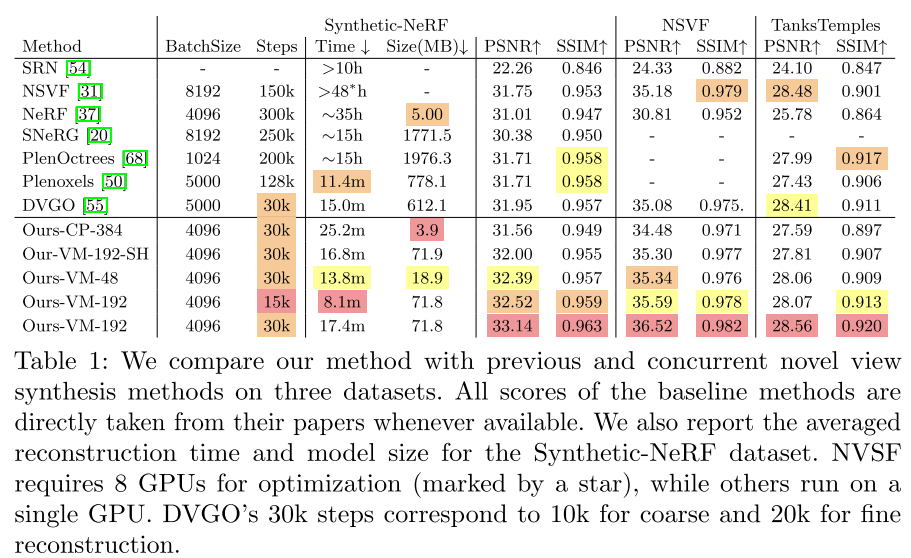 Synthetic-NeRF NSVF TanksTemples
Method BatchSize Steps Time ↓ Size(MB)↓ PSNR↑ SSIM↑ PSNR↑ SSIM↑ PSNR↑ SSIM↑
SRN [54] - - >10h - 22.26 0.846 24.33 0.882 24.10 0.847
NSVF [31] 8192 150k >48*h - 31.75 0.953 35.18 0.979 28.48 0.901
NeRF [37] 4096 300k ~35h 5.00 31.01 0.947 30.81 0.952 25.78 0.864
SNeRG [20] 8192 250k ~15h 1771.5 30.38 0.950 - - - -
PlenOctrees [68] 1024 200k ~15h 1976.3 31.71 0.958 - - 27.99 0.917
Plenoxels [50] 5000 128k 11.4m 778.1 31.71 0.958 - - 27.43 0.906
DVGO [55] 5000 30k 15.0m 612.1 31.95 0.957 35.08 0.975. 28.41 0.911
Ours-CP-384 4096 30k 25.2m 3.9 31.56 0.949 34.48 0.971 27.59 0.897
Our-VM-192-SH 4096 30k 16.8m 71.9 32.00 0.955 35.30 0.977 27.81 0.907
Ours-VM-48 4096 30k 13.8m 18.9 32.39 0.957 35.34 0.976 28.06 0.909
Ours-VM-192 4096 15k 8.1m 71.8 32.52 0.959 35.59 0.978 28.07 0.913
Ours-VM-192 4096 30k 17.4m 71.8 33.14 0.963 36.52 0.982 28.56 0.920
Table 1: We compare our method with previous and concurrent novel view
synthesis methods on three datasets. All scores of the baseline methods are
directly taken from their papers whenever available. We also report the averaged
reconstruction time and model size for the Synthetic-NeRF dataset. NVSF
requires 8 GPUs for optimization (marked by a star), while others run on a
single GPU. DVGO's 30k steps correspond to 10k for coarse and 20k for fine
reconstruction.